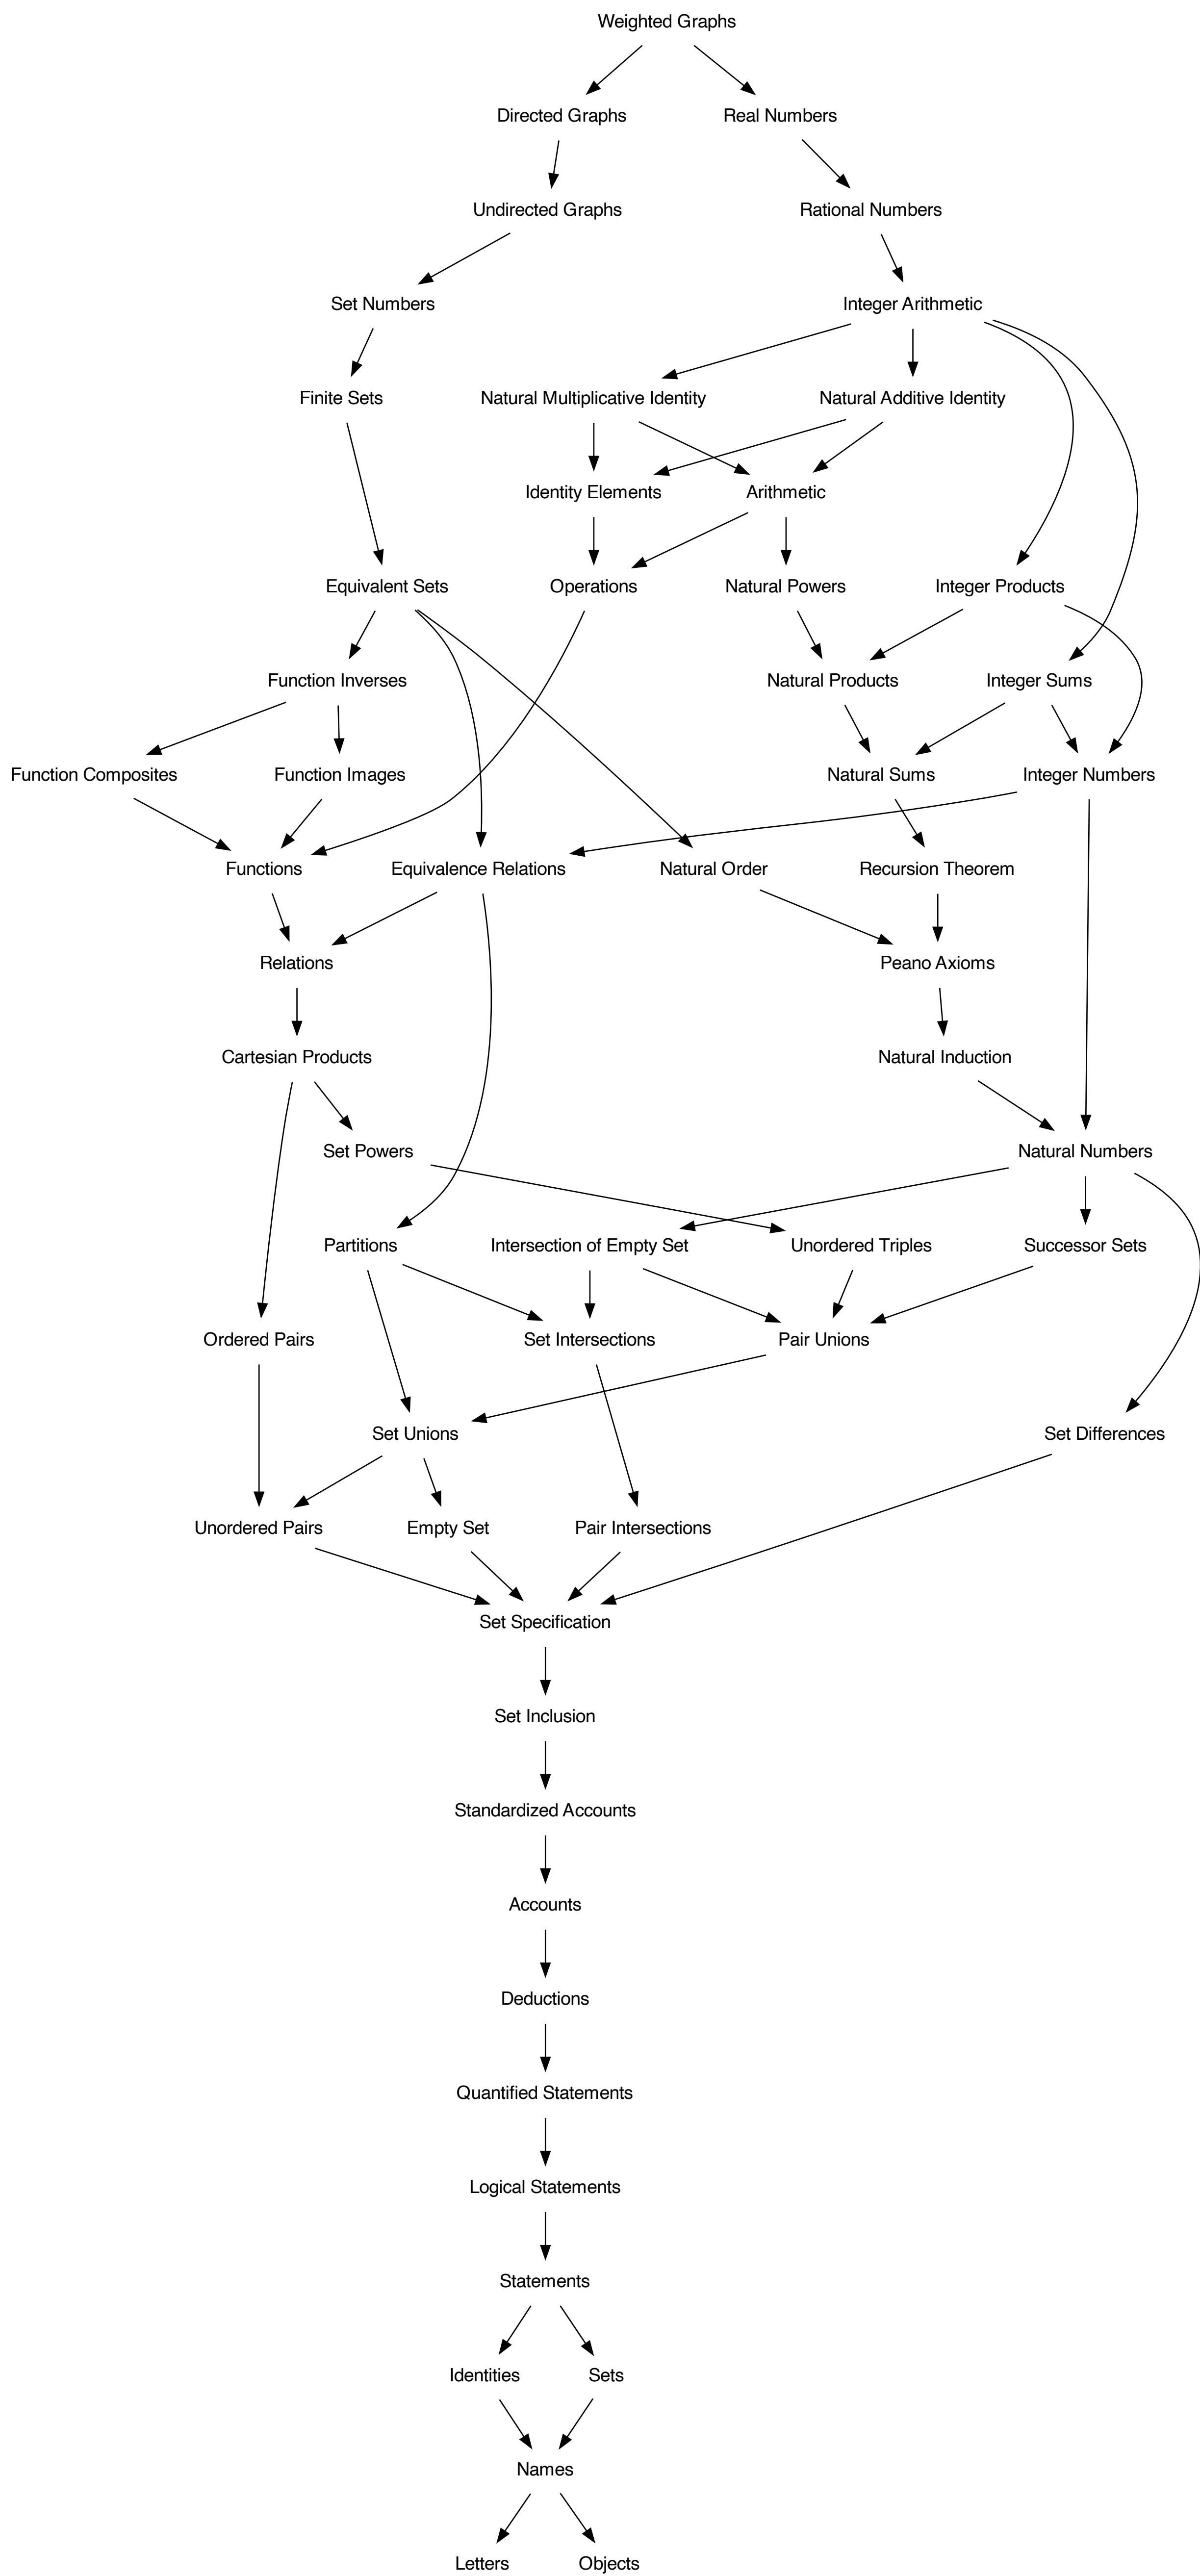 Weighted Graphs
Directed Graphs
Real Numbers
Undirected Graphs
Rational Numbers
Set Numbers
Integer Arithmetic
Finite Sets
Natural Multiplicative Identity
Natural Additive Identity
Identity Elements
Arithmetic
Equivalent Sets
Operations
Natural Powers
Integer Products
Function Inverses
Natural Products
Integer Sums
Function Composites
Function Images
Natural Sums
Integer Numbers
Functions
Equivalence Relations
Natural Order
Recursion Theorem
Relations
Peano Axioms
Cartesian Products
Natural Induction
Set Powers
Natural Numbers
Partitions
Intersection of Empty Set
Unordered Triples
Successor Sets
Ordered Pairs
Set Intersections
Pair Unions
Set Unions
Set Differences
Unordered Pairs
Empty Set
Pair Intersections
Set Specification
Set Inclusion
Standardized Accounts
Accounts
Deductions
Quantified Statements
Logical Statements
Statements
Identities
Sets
Names
Letters
Objects